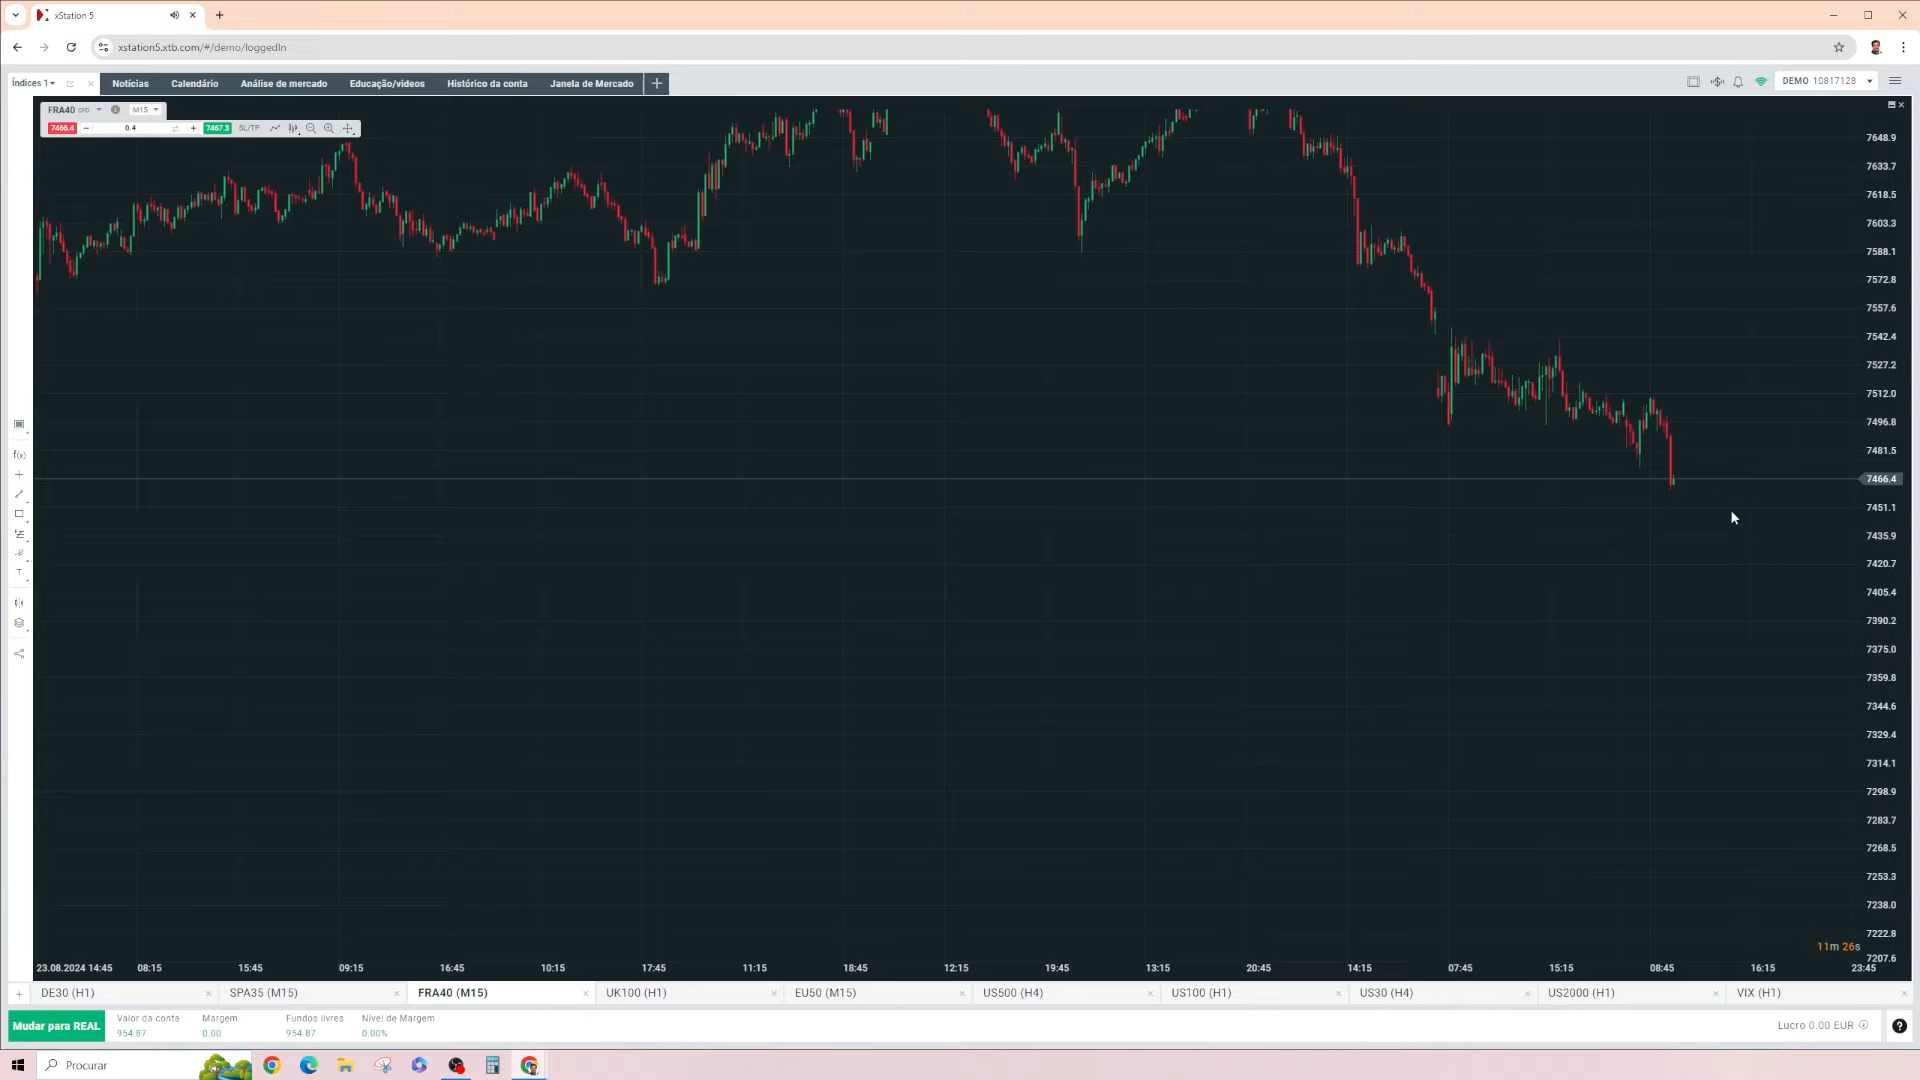 xStation 5
xstation5.xtb.com/#/demo/loggedIn
Índices 1
Notícias
Calendário
Análise de mercado
Educação/vídeos
Histórico da conta
Janela de Mercado
DEMO 10817128
FRA40 CFD
M15
7466.4
0.4
7467.3
SL/TP
7648.9
7633.7
7618.5
7603.3
7588.1
7572.8
7557.6
7542.4
7527.2
7512.0
7496.8
7481.5
7466.4
7451.1
7435.9
7420.7
7405.4
7390.2
7375.0
7359.8
7344.6
7329.4
7314.1
7298.9
7283.7
7268.5
7253.3
7238.0
7222.8
7207.6
f(x)
T
11m 26s
23.08.2024 14:45 08:15 15:45 09:15 16:45 10:15 17:45 11:15 18:45 12:15 19:45 13:15 20:45 14:15 07:45 15:15 08:45 16:15 23:45
DE30 (H1)
SPA35 (M15)
FRA40 (M15)
UK100 (H1)
EU50 (M15)
US500 (H4)
US100 (H1)
US30 (H4)
US2000 (H1)
VIX (H1)
Mudar para REAL
Valor da conta
954.87
Margem
0.00
Fundos livres
954.87
Nível de Margem
0.00%
Lucro 0.00 EUR
Procurar